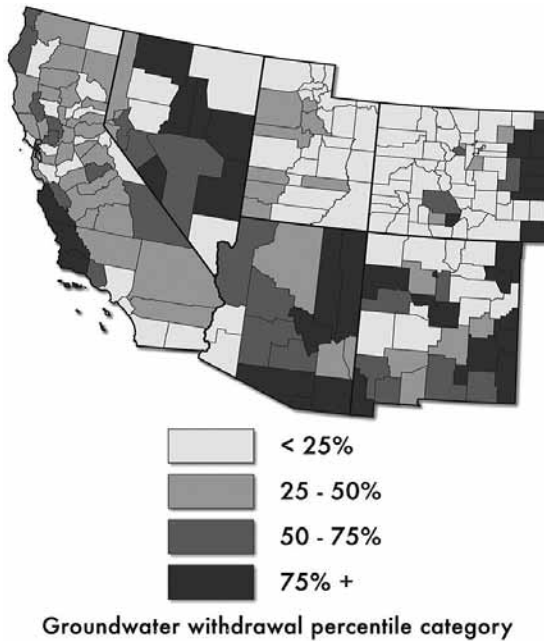 < 25%
25 - 50%
50 - 75%
75% +
Groundwater withdrawal percentile category